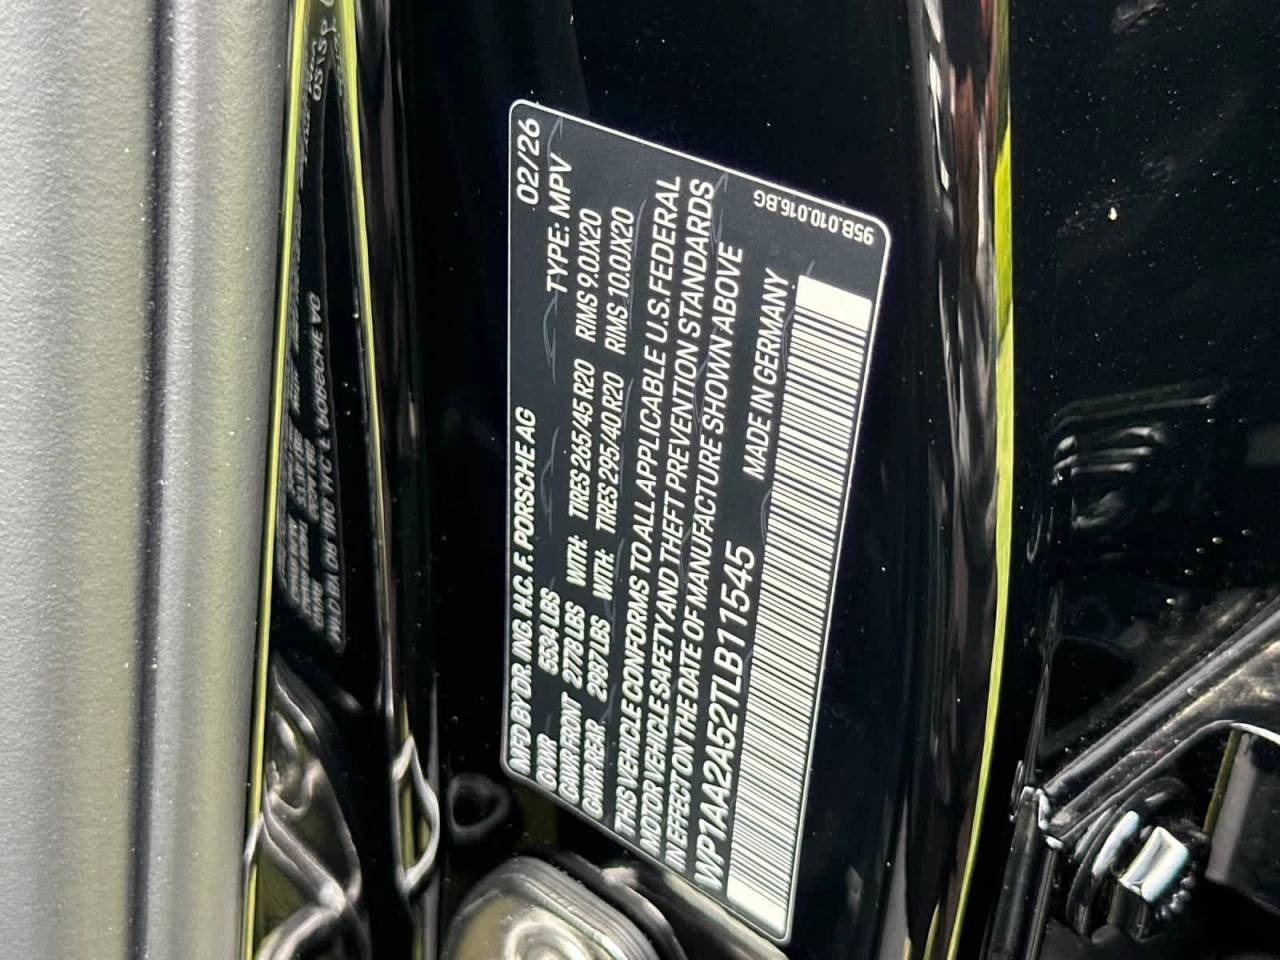 MFD BY DR. ING. H.C. F. PORSCHE AG 02/26
GVWR 5534 LBS TYPE: MPV
GAWR FRONT 2778 LBS WITH: TIRES 265/45 R20 RIMS 9.0JX20
GAWR REAR 2987 LBS WITH: TIRES 295/40 R20 RIMS 10.0JX20
THIS VEHICLE CONFORMS TO ALL APPLICABLE U.S. FEDERAL
MOTOR VEHICLE SAFETY AND THEFT PREVENTION STANDARDS
IN EFFECT ON THE DATE OF MANUFACTURE SHOWN ABOVE
WP1AA2A52TLB11545 MADE IN GERMANY
95B.010.016.BG